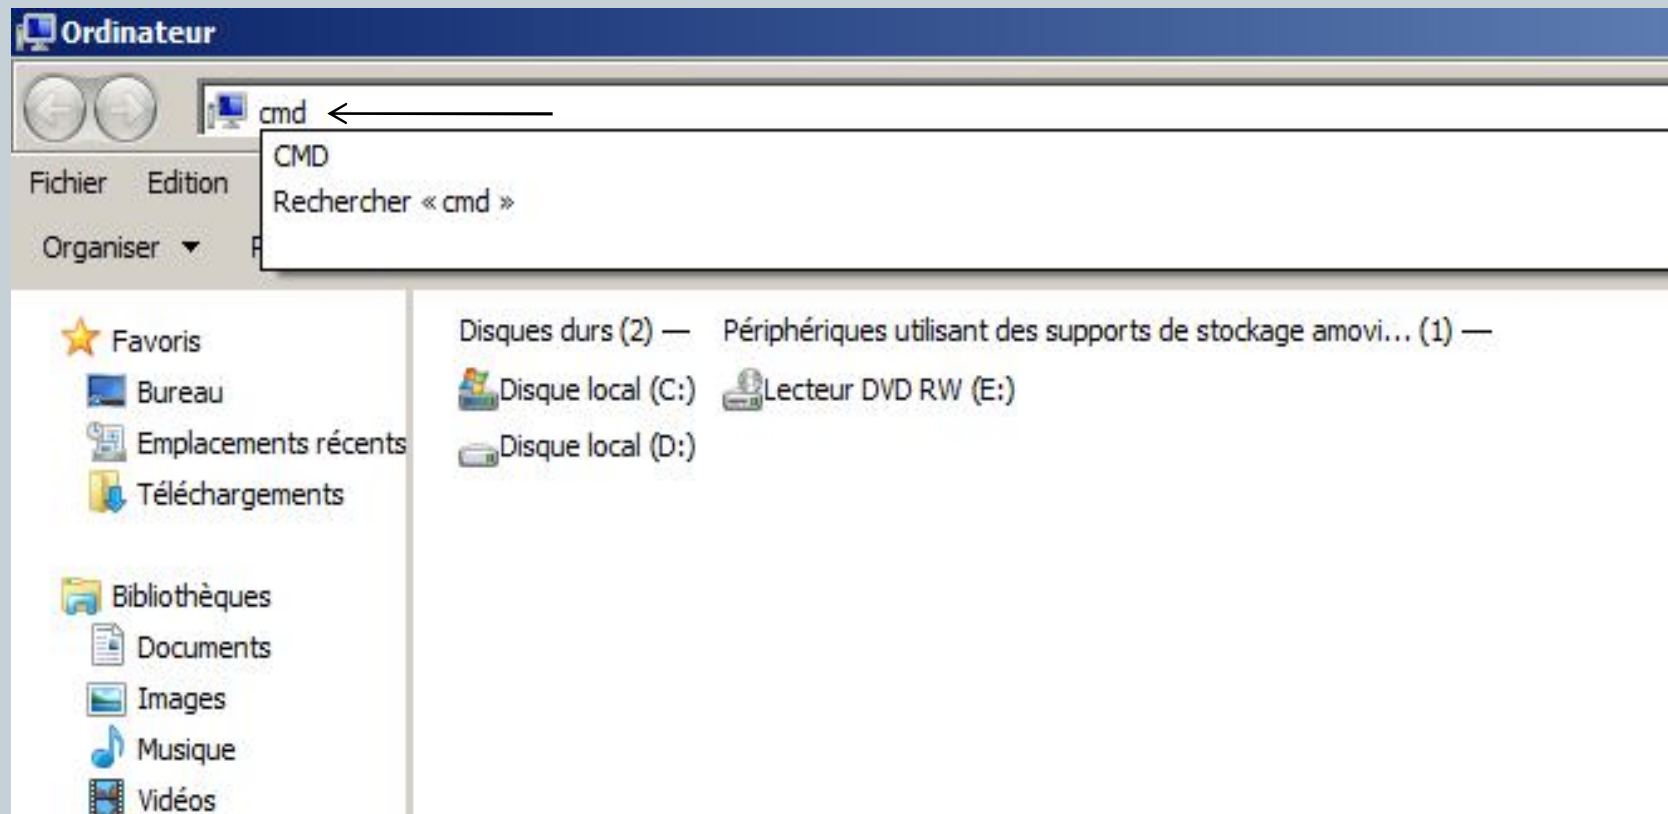 Ordinateur
cmd
CMD
Rechercher « cmd »
Fichier Edition
Organiser
Favoris
Bureau
Emplacements récents
Téléchargements
Bibliothèques
Documents
Images
Musique
Vidéos
Disques durs (2) — Périphériques utilisant des supports de stockage amovi... (1) —
Disque local (C:) Lecteur DVD RW (E:)
Disque local (D:)